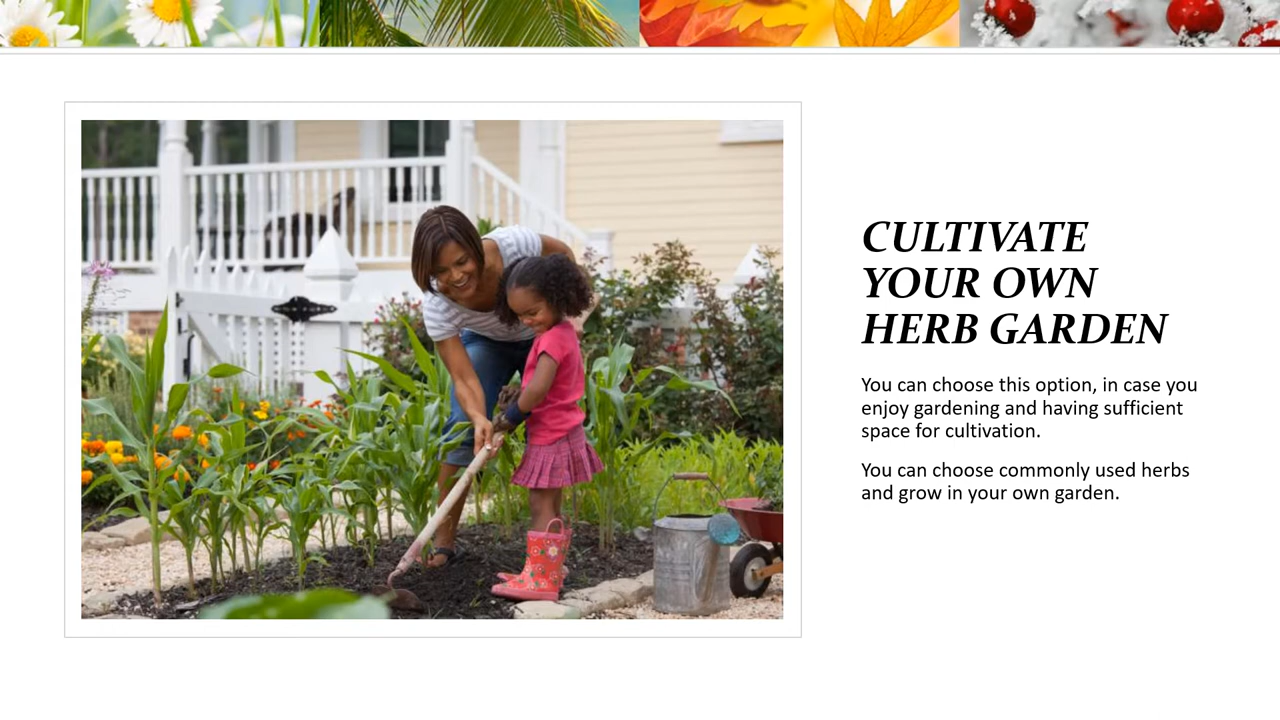 CULTIVATE
YOUR OWN
HERB GARDEN
You can choose this option, in case you
enjoy gardening and having sufficient
space for cultivation.
You can choose commonly used herbs
and grow in your own garden.